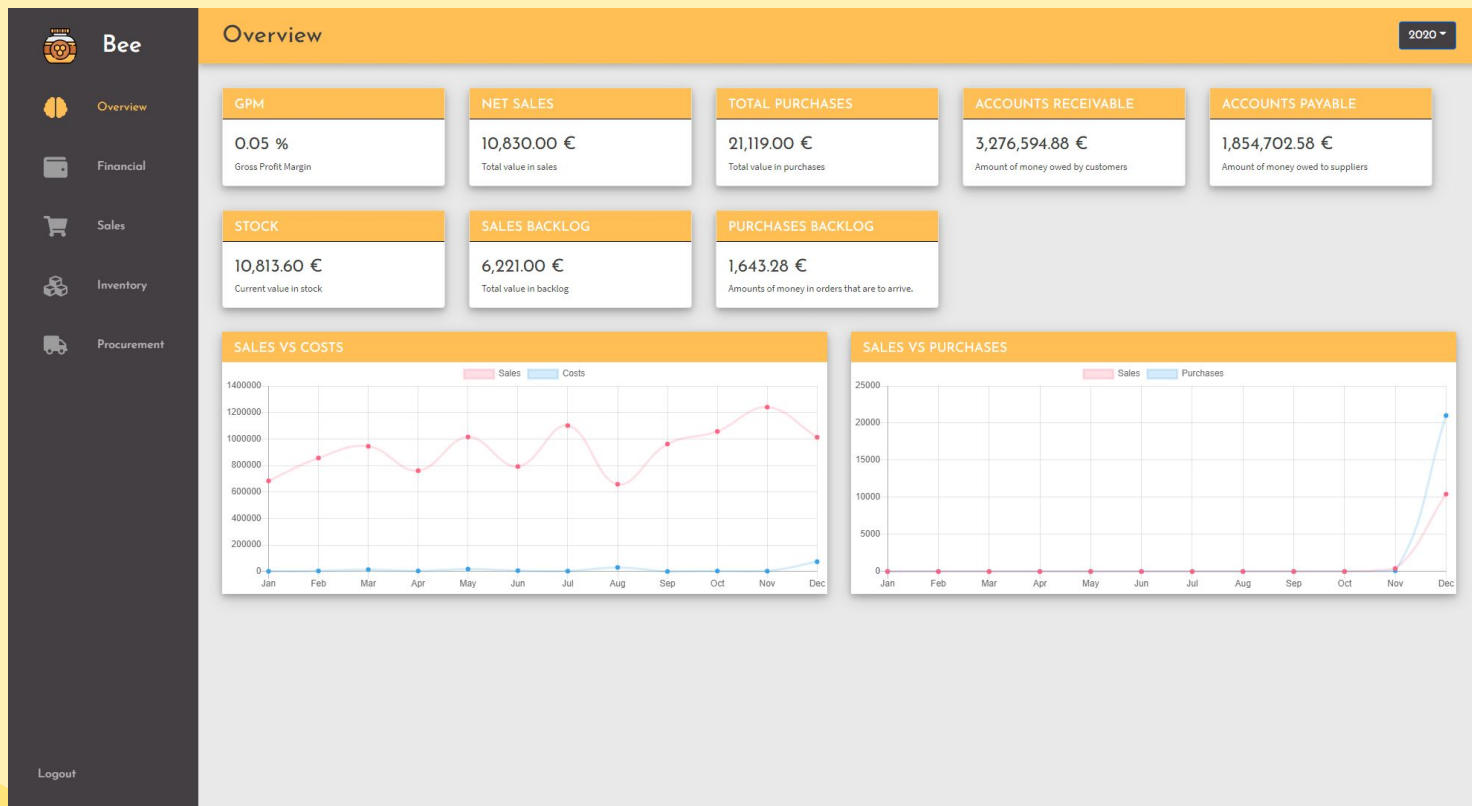 Bee
Overview
Financial
Sales
Inventory
Procurement
Logout
Overview
2020
GPM
0.05 %
Gross Profit Margin
NET SALES
10,830.00 €
Total value in sales
TOTAL PURCHASES
21,119.00 €
Total value in purchases
ACCOUNTS RECEIVABLE
3,276,594.88 €
Amount of money owed by customers
ACCOUNTS PAYABLE
1,854,702.58 €
Amount of money owed to suppliers
STOCK
10,813.60 €
Current value in stock
SALES BACKLOG
6,221.00 €
Total value in backlog
PURCHASES BACKLOG
1,643.28 €
Amounts of money in orders that are to arrive.
SALES VS COSTS
Sales Costs
1400000
1200000
1000000
800000
600000
400000
200000
0
Jan Feb Mar Apr May Jun Jul Aug Sep Oct Nov Dec
SALES VS PURCHASES
Sales Purchases
25000
20000
15000
10000
5000
0
Jan Feb Mar Apr May Jun Jul Aug Sep Oct Nov Dec